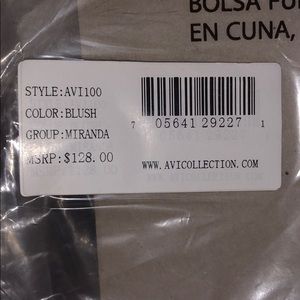 BOLSA
EN CUNA,
STYLE:AVI100
COLOR:BLUSH
GROUP:MIRANDA
MSRP:$128.00
7 05641 29227 1
WWW.AVICOLLECTION.COM